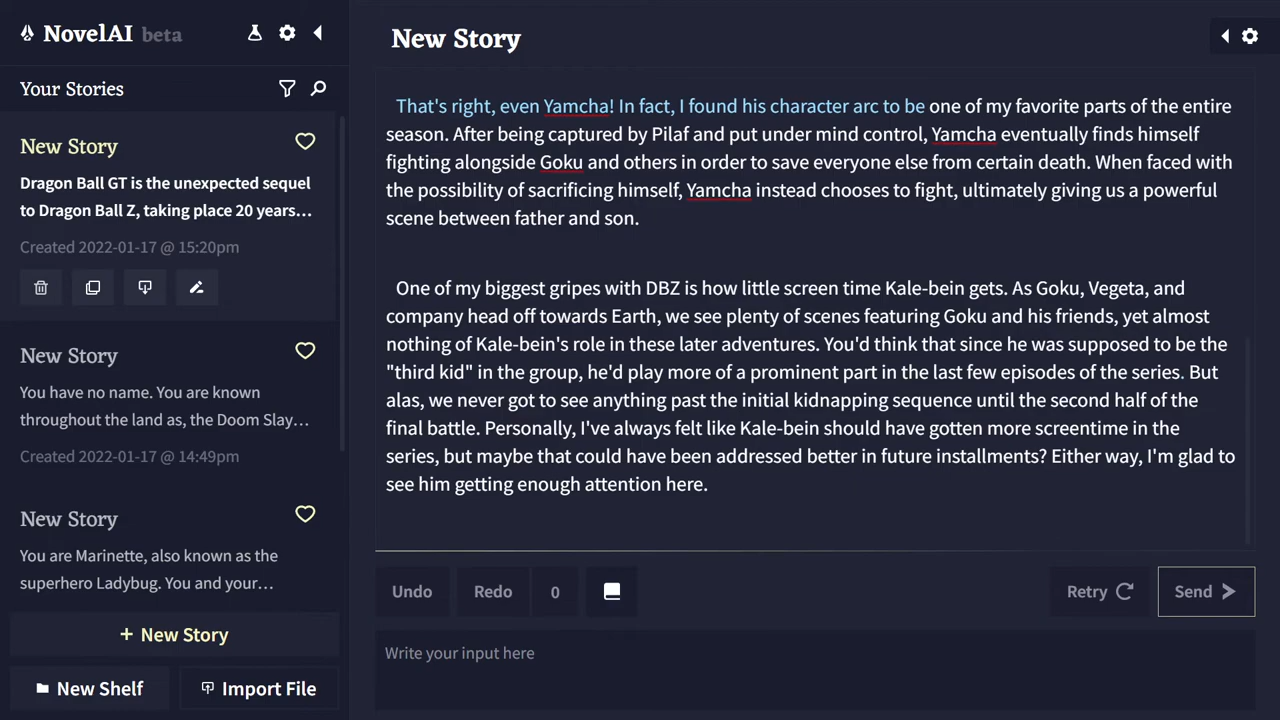 NovelAI beta
Your Stories
New Story
Dragon Ball GT is the unexpected sequel
to Dragon Ball Z, taking place 20 years...
Created 2022-01-17 @ 15:20pm
New Story
You have no name. You are known
throughout the land as, the Doom Slay...
Created 2022-01-17 @ 14:49pm
New Story
You are Marinette, also known as the
superhero Ladybug. You and your...
+ New Story
New Shelf
Import File
New Story
That's right, even Yamcha! In fact, I found his character arc to be one of my favorite parts of the entire
season. After being captured by Pilaf and put under mind control, Yamcha eventually finds himself
fighting alongside Goku and others in order to save everyone else from certain death. When faced with
the possibility of sacrificing himself, Yamcha instead chooses to fight, ultimately giving us a powerful
scene between father and son.
One of my biggest gripes with DBZ is how little screen time Kale-bein gets. As Goku, Vegeta, and
company head off towards Earth, we see plenty of scenes featuring Goku and his friends, yet almost
nothing of Kale-bein's role in these later adventures. You'd think that since he was supposed to be the
"third kid" in the group, he'd play more of a prominent part in the last few episodes of the series. But
alas, we never got to see anything past the initial kidnapping sequence until the second half of the
final battle. Personally, I've always felt like Kale-bein should have gotten more screentime in the
series, but maybe that could have been addressed better in future installments? Either way, I'm glad to
see him getting enough attention here.
Undo
Redo
0
Retry
Send
Write your input here